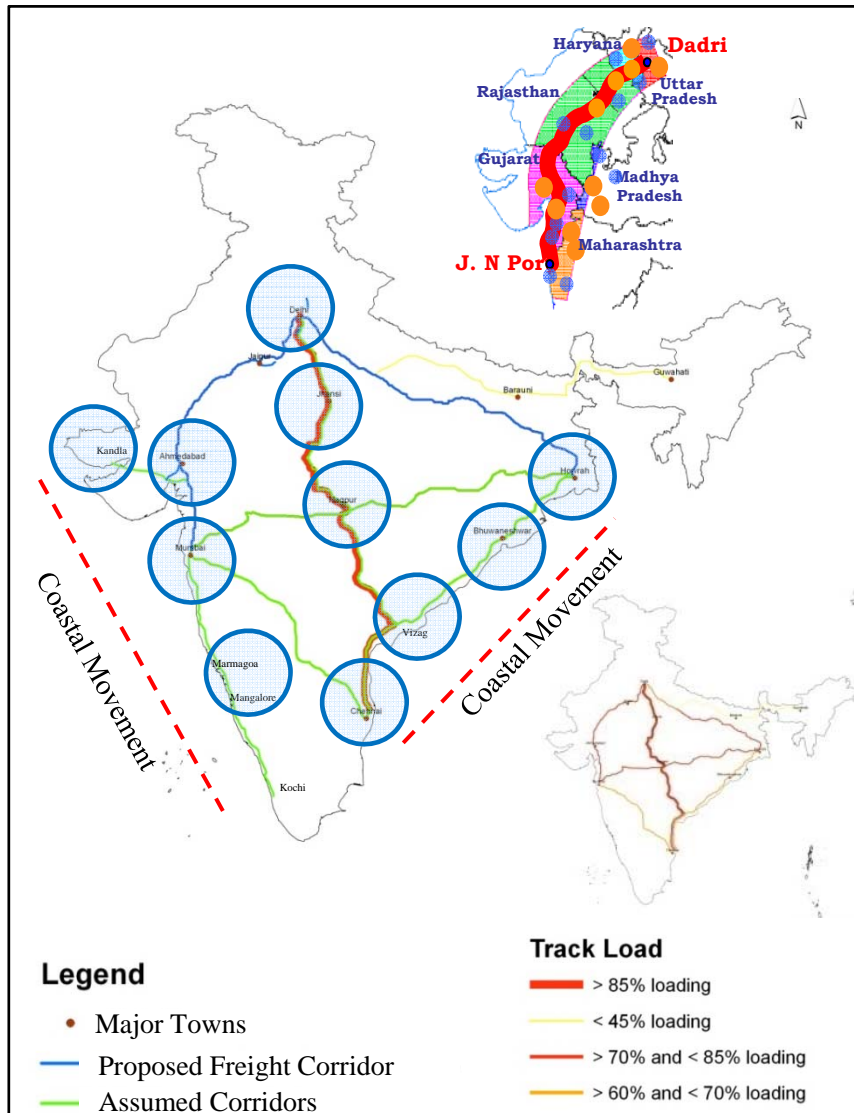 Haryana
Dadri
Rajasthan
Uttar
Pradesh
N
Gujarat
Madhya
Pradesh
Maharashtra
J. N Por
Delhi
Jaipur
Jhansi
Barauni
Guwahati
Kandla
Ahmedabad
Howrah
Nagpur
Bhuwaneshwar
Mumbai
Coastal Movement
Coastal Movement
Vizag
Marmagoa
Mangalore
Chennai
Kochi
Legend
Major Towns
Proposed Freight Corridor
Assumed Corridors
Track Load
> 85% loading
< 45% loading
> 70% and < 85% loading
> 60% and < 70% loading